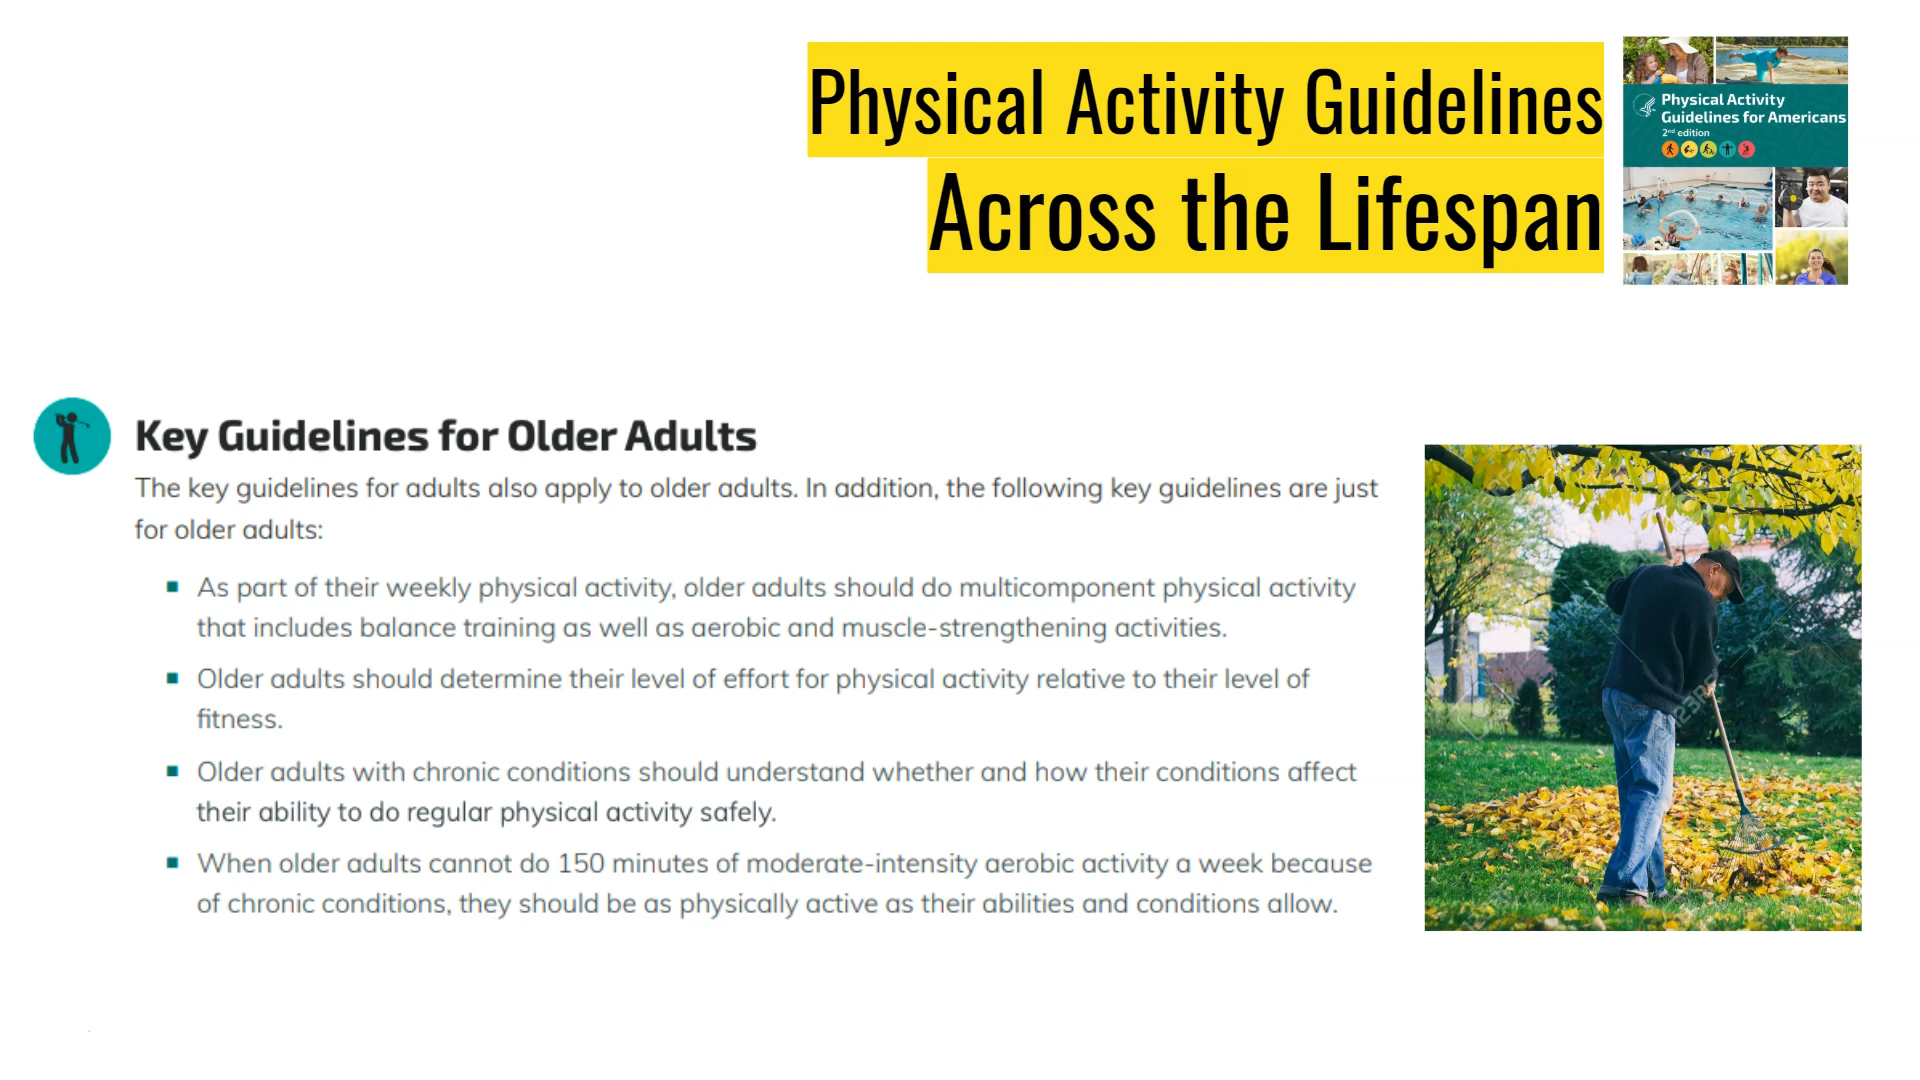 Physical Activity Guidelines
Across the Lifespan
Physical Activity
Guidelines for Americans
2nd edition
Key Guidelines for Older Adults
The key guidelines for adults also apply to older adults. In addition, the following key guidelines are just
for older adults:
As part of their weekly physical activity, older adults should do multicomponent physical activity
that includes balance training as well as aerobic and muscle-strengthening activities.
Older adults should determine their level of effort for physical activity relative to their level of
fitness.
Older adults with chronic conditions should understand whether and how their conditions affect
their ability to do regular physical activity safely.
When older adults cannot do 150 minutes of moderate-intensity aerobic activity a week because
of chronic conditions, they should be as physically active as their abilities and conditions allow.